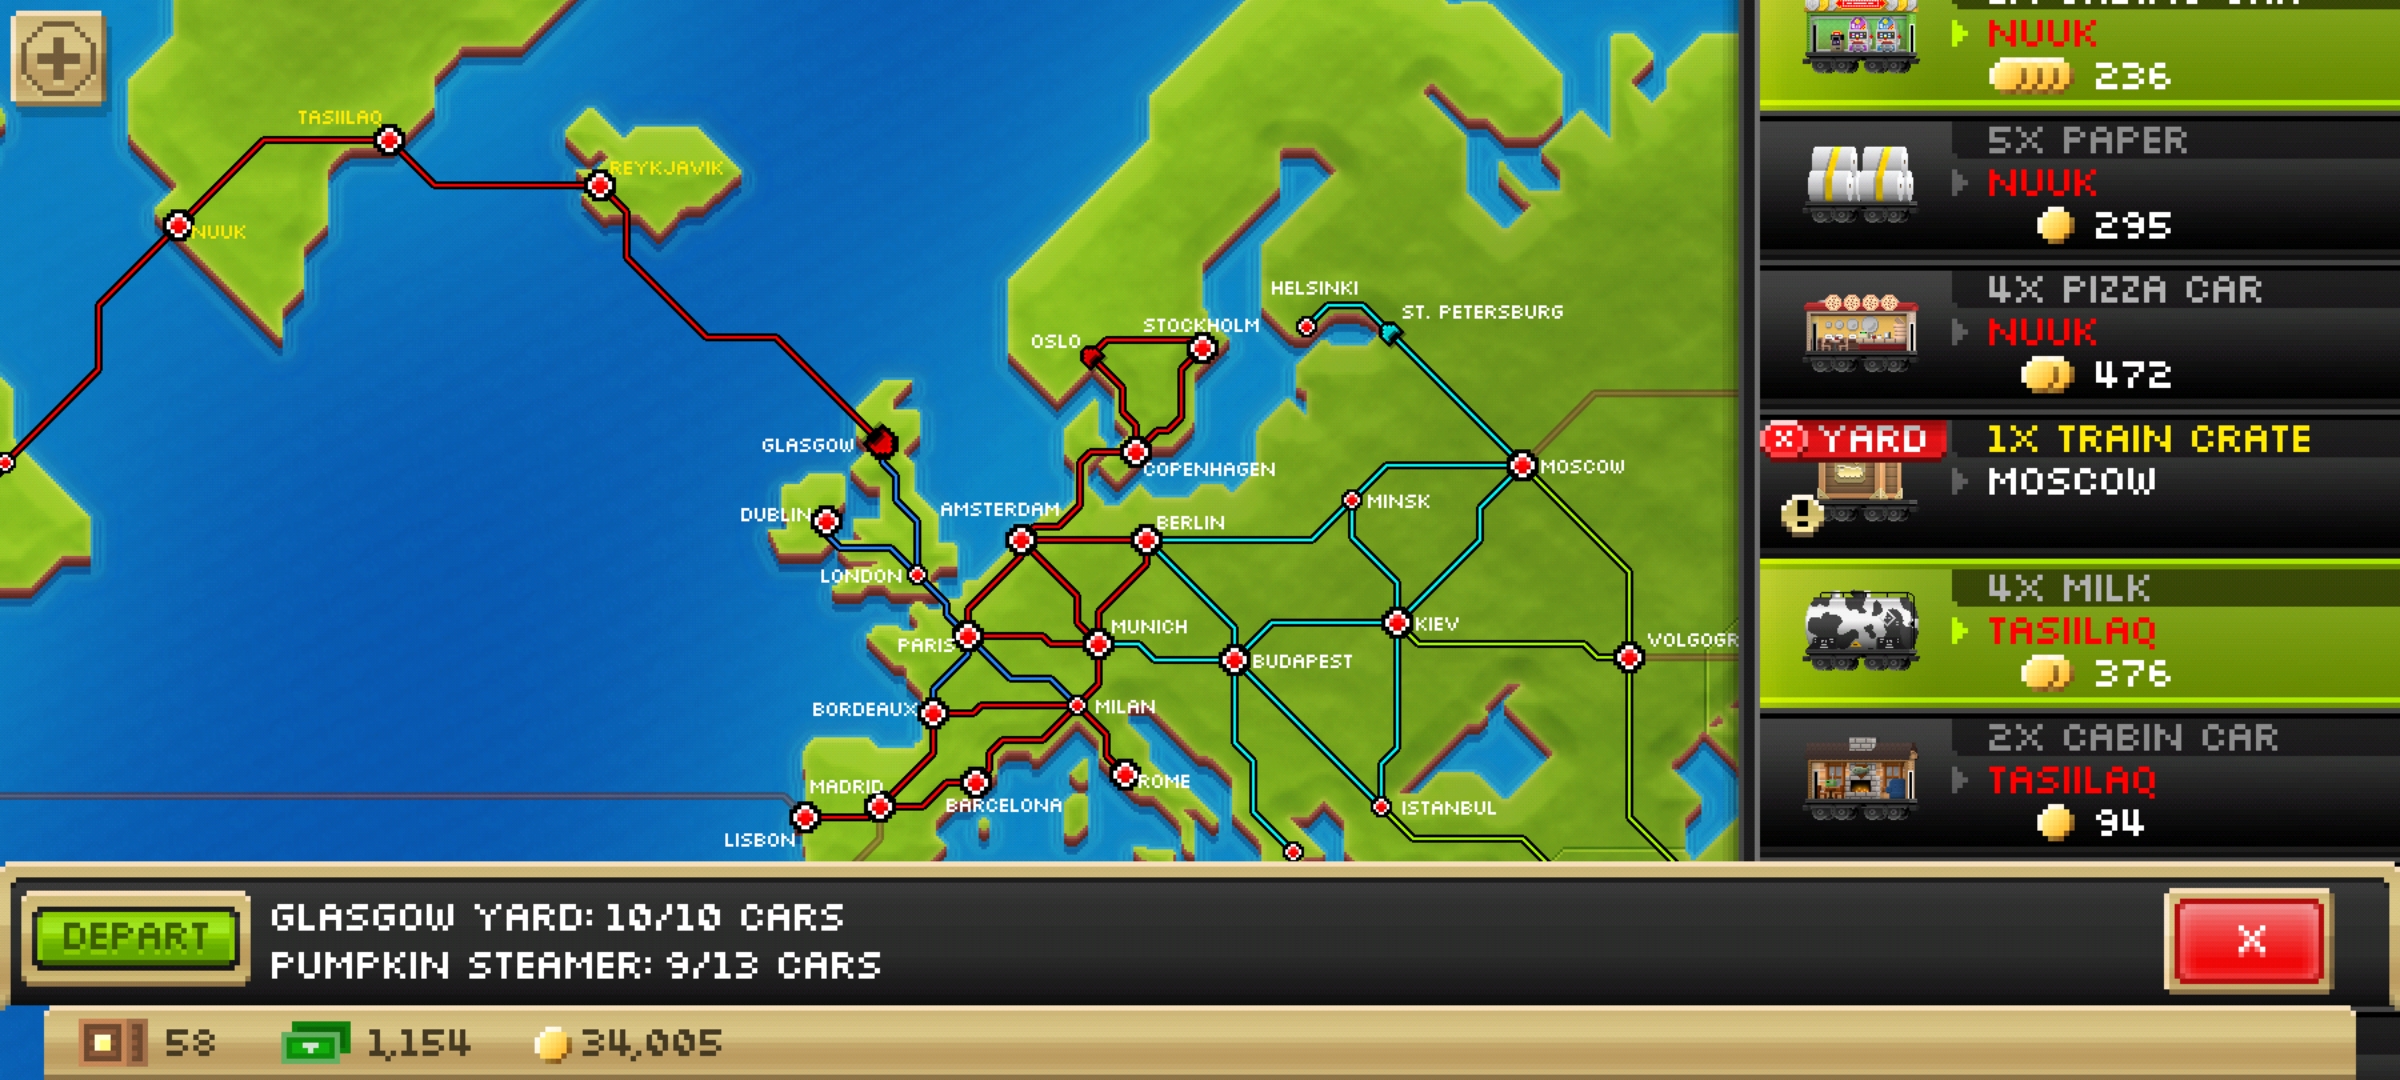 TASIILAQ
REYKJAVIK
NUUK
HELSINKI
ST. PETERSBURG
STOCKHOLM
OSLO
GLASGOW
COPENHAGEN
MOSCOW
MINSK
AMSTERDAM
BERLIN
DUBLIN
LONDON
MUNICH
KIEV
PARIS
BUDAPEST
VOLGOGR
BORDEAUX
MILAN
MADRID
BARCELONA
ROME
ISTANBUL
LISBON
NUUK
236
5X PAPER
NUUK
295
4X PIZZA CAR
NUUK
472
YARD
1X TRAIN CRATE
MOSCOW
4X MILK
TASIILAQ
376
2X CABIN CAR
TASIILAQ
94
DEPART
GLASGOW YARD: 10/10 CARS
PUMPKIN STEAMER: 9/13 CARS
X
58
1,154
34,005